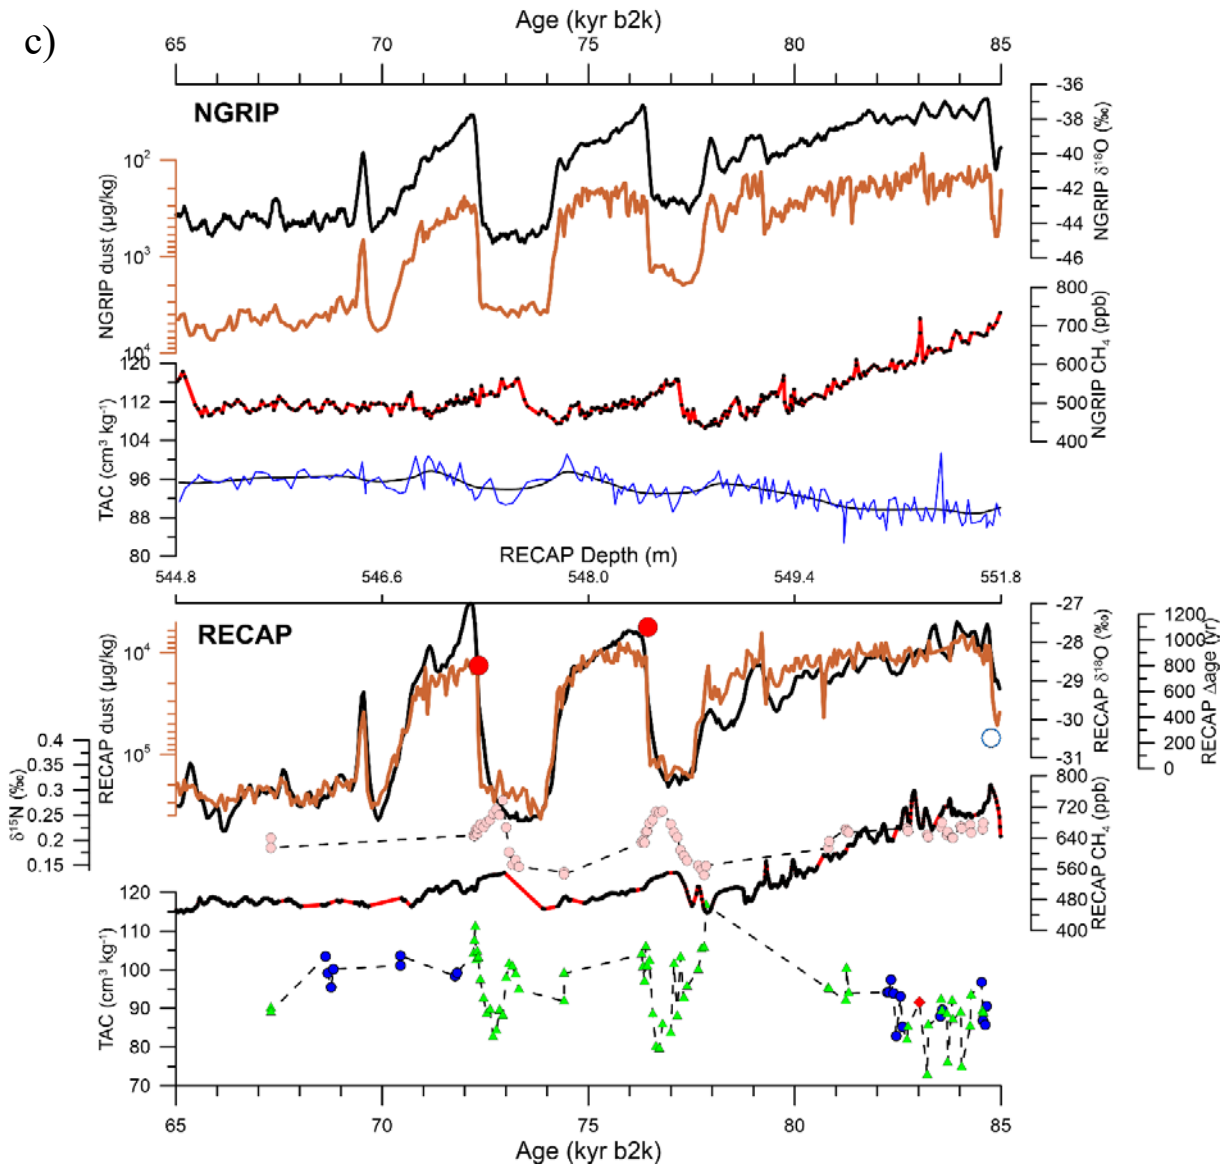 c)
Age (kyr b2k)
65 70 75 80 85
NGRIP
-36
-38
-40
-42
-44
-46
NGRIP δ¹⁸O (‰)
10²
10³
10⁴
NGRIP dust (µg/kg)
800
700
600
500
400
NGRIP CH₄ (ppb)
120
112
104
96
88
80
TAC (cm³ kg⁻¹)
RECAP Depth (m)
544.8 546.6 548.0 549.4 551.8
RECAP
-27
-28
-29
-30
-31
RECAP δ¹⁸O (‰)
1200
1000
800
600
400
200
0
RECAP Δage (yr)
10⁴
10⁵
RECAP dust (µg/kg)
0.4
0.35
0.3
0.25
0.2
0.15
δ¹⁵N (‰)
800
720
640
560
480
400
RECAP CH₄ (ppb)
120
110
100
90
80
70
TAC (cm³ kg⁻¹)
65 70 75 80 85
Age (kyr b2k)